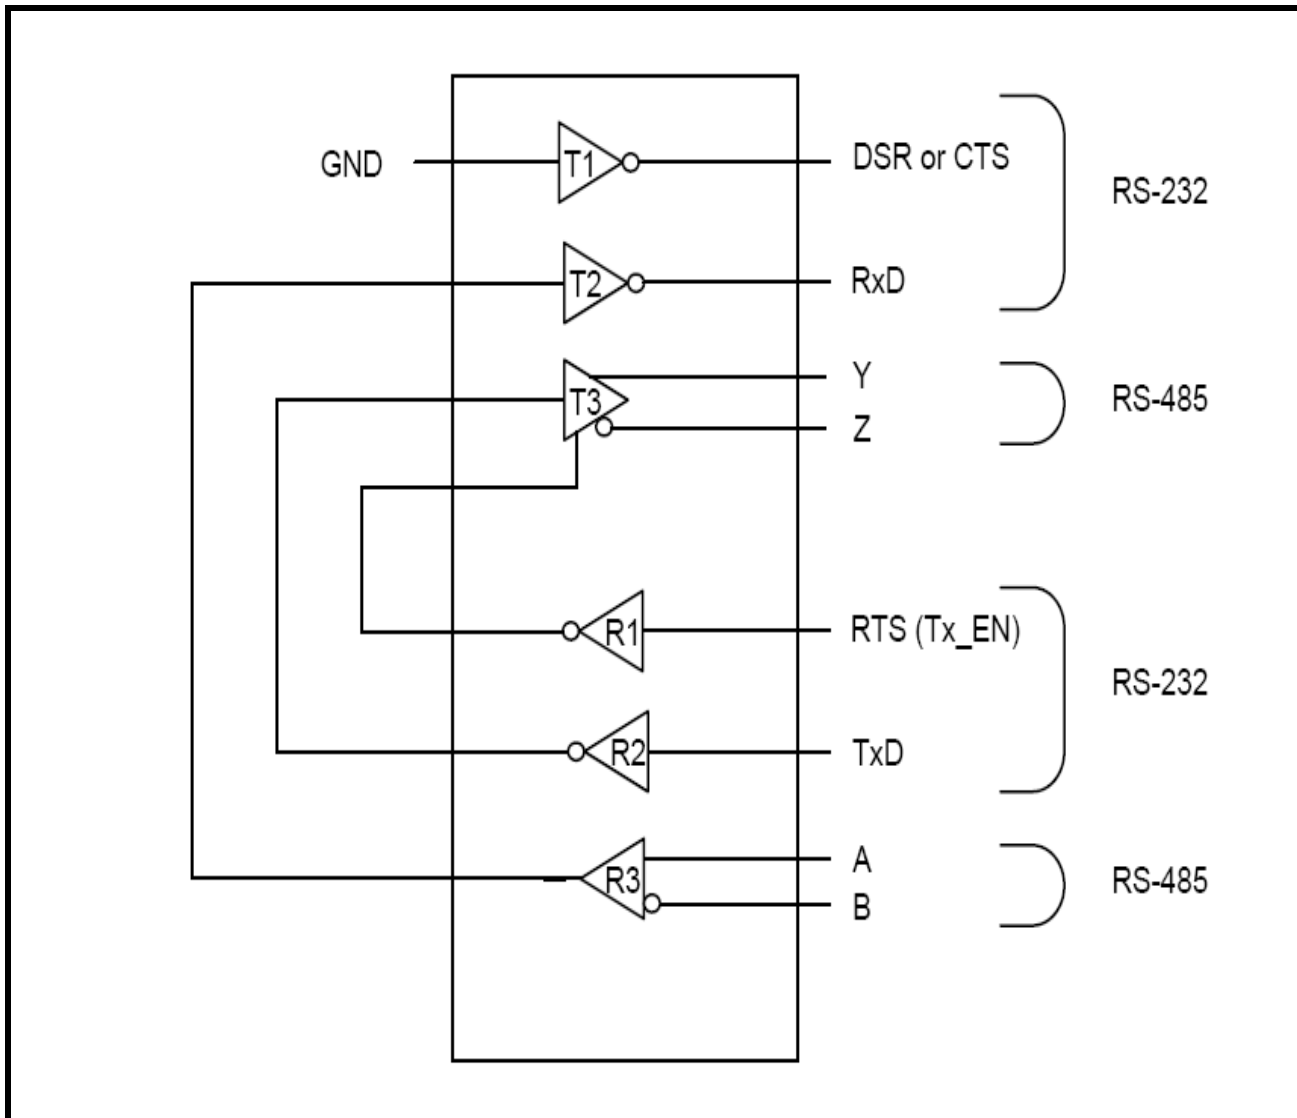 GND
T1
DSR or CTS
RS-232
T2
RxD
T3
Y
Z
RS-485
R1
RTS (Tx_EN)
RS-232
R2
TxD
R3
A
B
RS-485